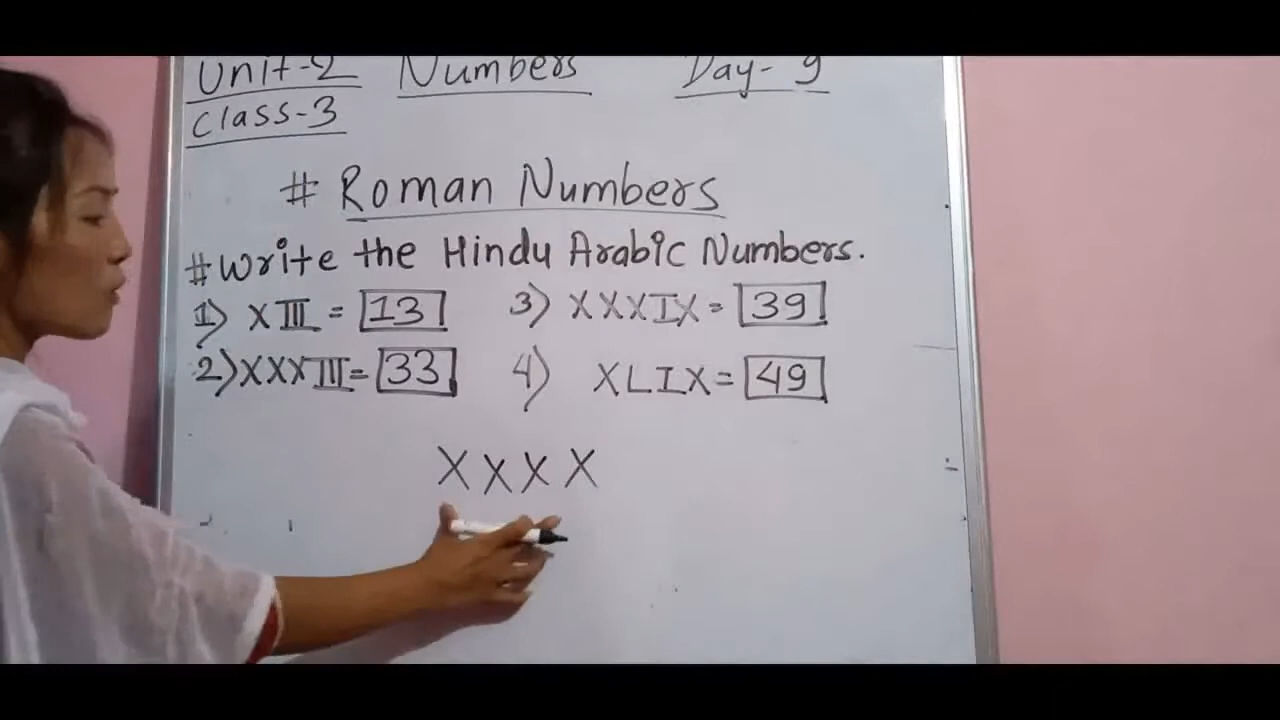 Unit-2 Numbers Day-9
Class-3
# Roman Numbers
#Write the Hindu Arabic Numbers.
1) XIII = 13 3) XXXIX = 39
2) XXXIII = 33 4) XLIX = 49
X X X X